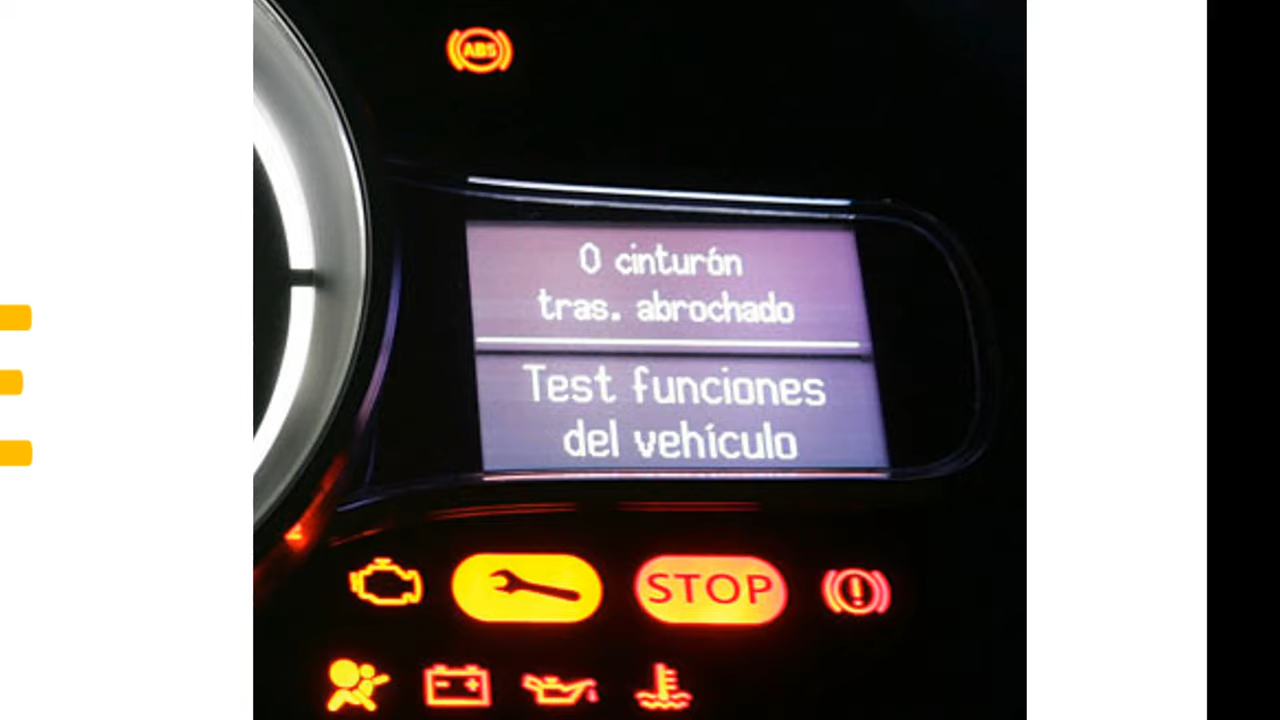 ABS
0 cinturón
tras. abrochado
Test funciones
del vehículo
STOP